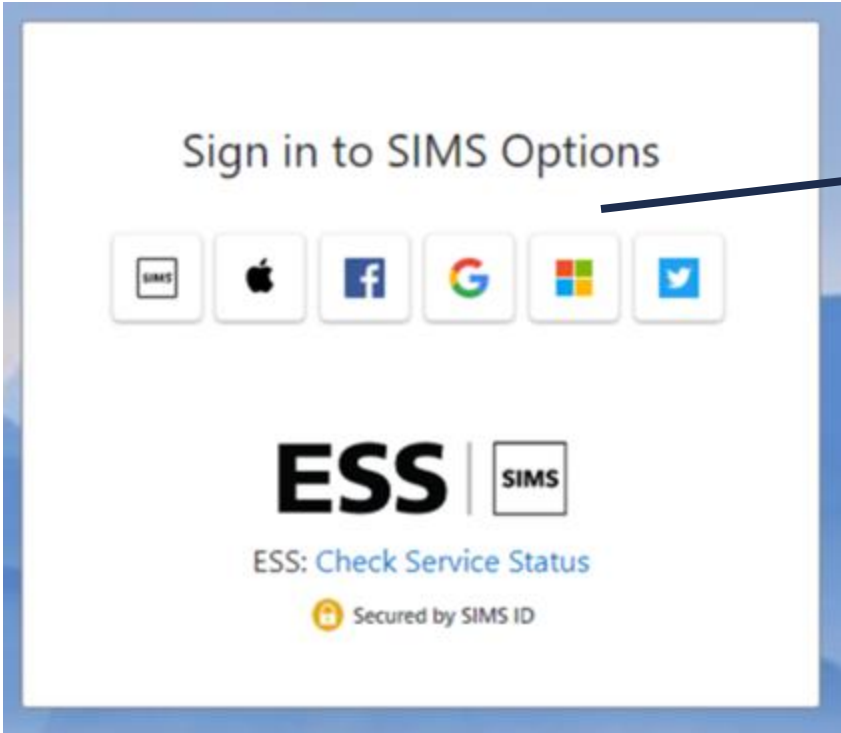 Sign in to SIMS Options
SIMS
ESS SIMS
ESS: Check Service Status
Secured by SIMS ID